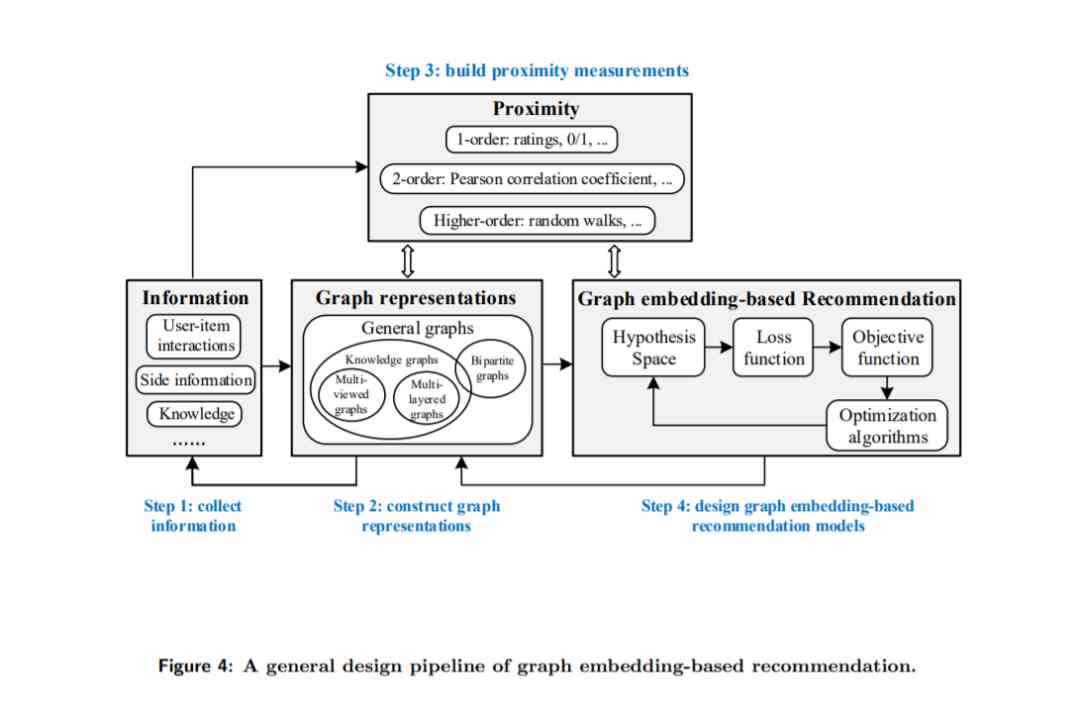 Step 3: build proximity measurements
Proximity
1-order: ratings, 0/1, ...
2-order: Pearson correlation coefficient, ...
Higher-order: random walks, ...
Information
User-item
interactions
Side information
Knowledge
......
Graph representations
General graphs
Knowledge graphs
Multi-
viewed
graphs
Multi-
layered
graphs
Bipartite
graphs
Graph embedding-based Recommendation
Hypothesis
Space
Loss
function
Objective
function
Optimization
algorithms
Step 1: collect
information
Step 2: construct graph
representations
Step 4: design graph embedding-based
recommendation models
Figure 4: A general design pipeline of graph embedding-based recommendation.